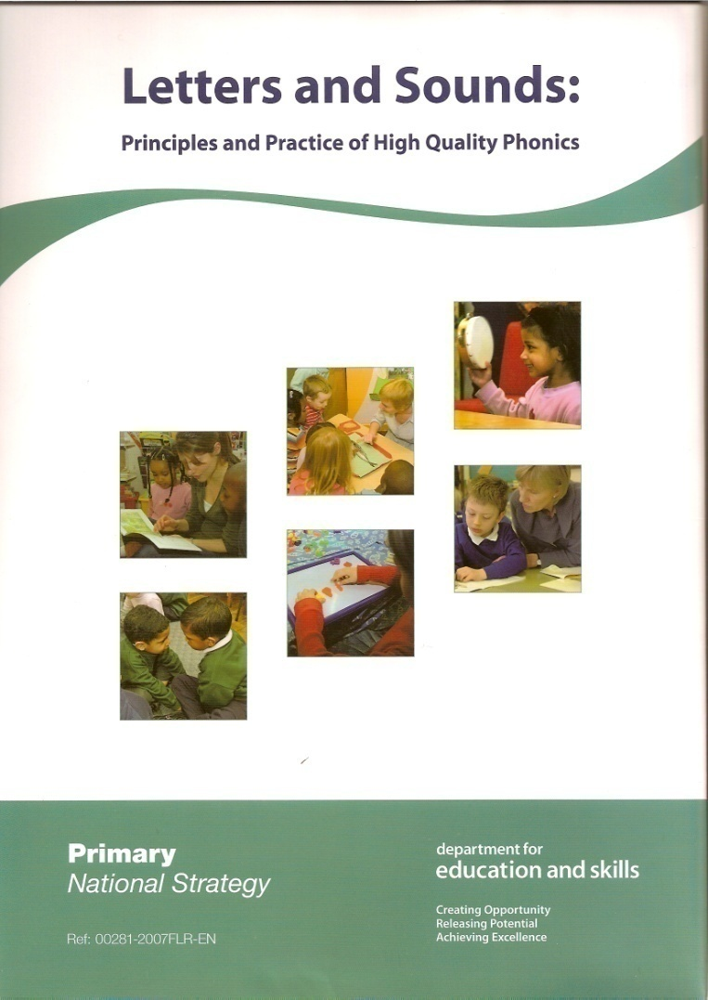 Letters and Sounds:
Principles and Practice of High Quality Phonics
Primary
National Strategy
Ref: 00281-2007FLR-EN
department for
education and skills
Creating Opportunity
Releasing Potential
Achieving Excellence